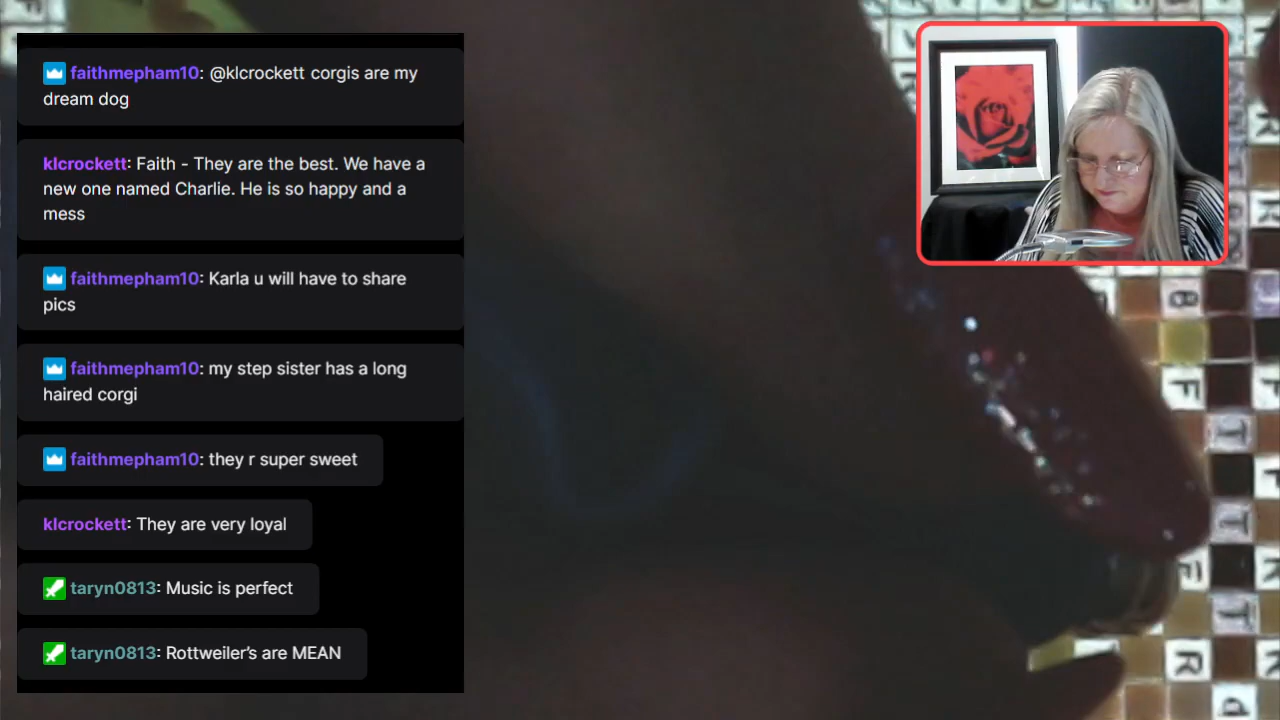 faithmepham10: @klcrockett corgis are my
dream dog
klcrockett: Faith - They are the best. We have a
new one named Charlie. He is so happy and a
mess
faithmepham10: Karla u will have to share
pics
faithmepham10: my step sister has a long
haired corgi
faithmepham10: they r super sweet
klcrockett: They are very loyal
taryn0813: Music is perfect
taryn0813: Rottweiler's are MEAN
F
T
T
R